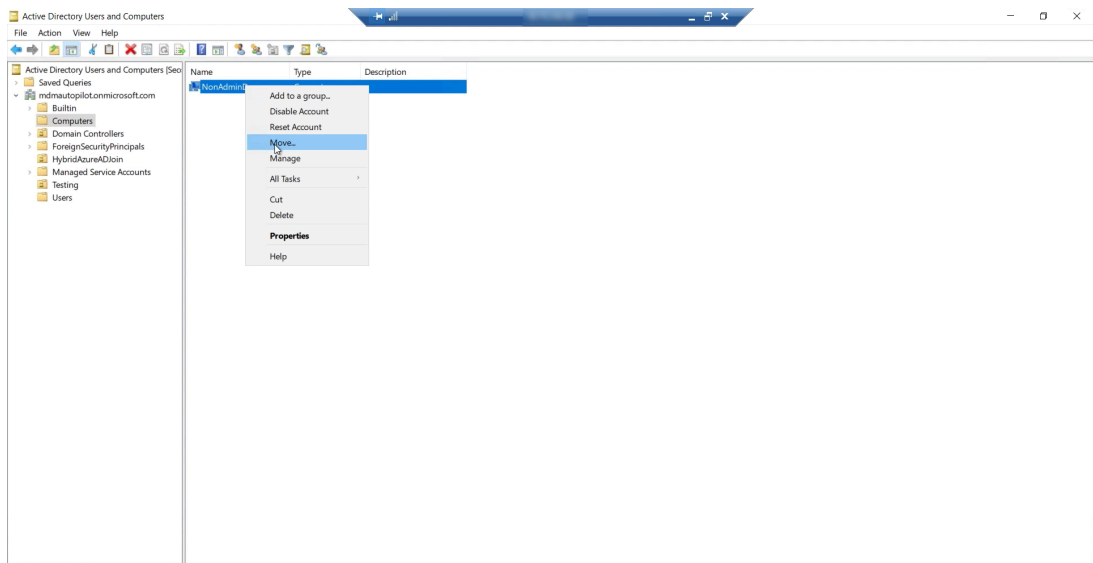 Active Directory Users and Computers
File Action View Help
Active Directory Users and Computers [Seco
Saved Queries
mdmautopilot.onmicrosoft.com
Builtin
Computers
Domain Controllers
ForeignSecurityPrincipals
HybridAzureADJoin
Managed Service Accounts
Testing
Users
Name Type Description
NonAdminD
Add to a group...
Disable Account
Reset Account
Move...
Manage
All Tasks
Cut
Delete
Properties
Help